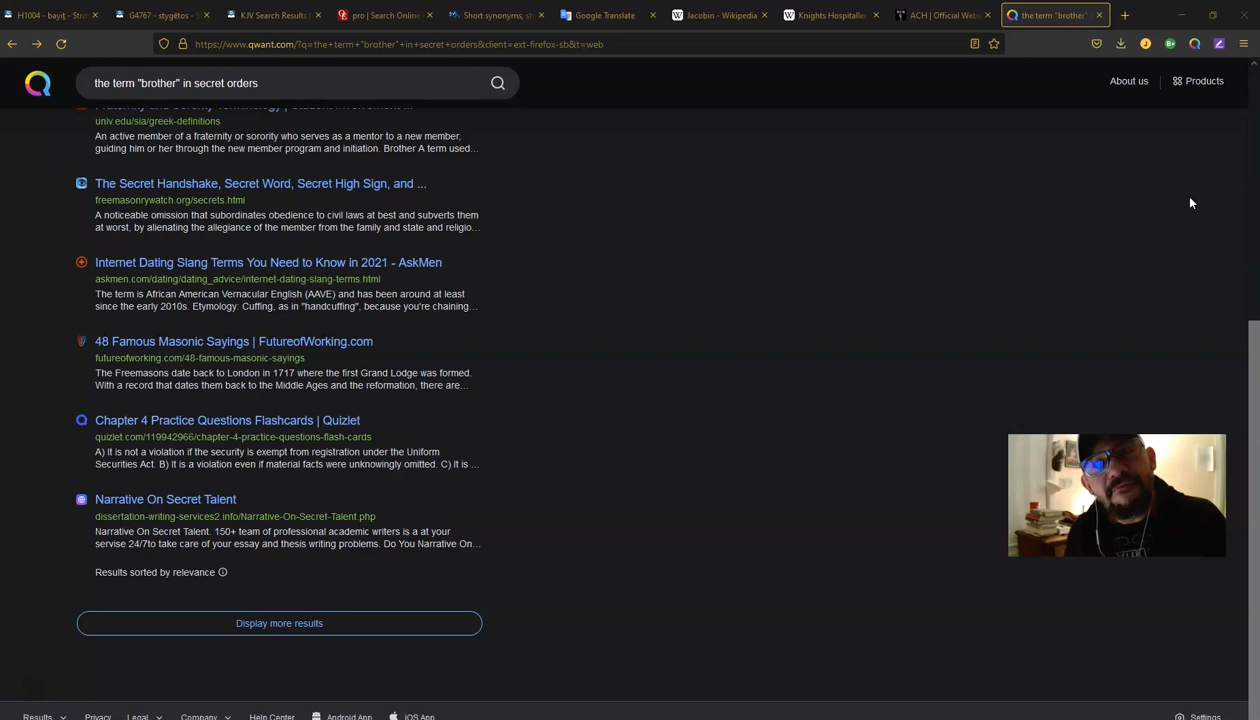 H1004 - bayit - Stro
G4767 - stygētos - S
KJV Search Results
pro | Search Online
Short synonyms, sh
Google Translate
Jacobin - Wikipedia
Knights Hospitaller
ACH | Official Webs
the term "brother"
https://www.qwant.com/?q=the+term+"brother"+in+secret+orders&client=ext-firefox-sb&t=web
the term "brother" in secret orders
About us
Products
Fraternity and Sorority Terminology | Student Involvement ...
univ.edu/sia/greek-definitions
An active member of a fraternity or sorority who serves as a mentor to a new member,
guiding him or her through the new member program and initiation. Brother A term used...
The Secret Handshake, Secret Word, Secret High Sign, and ...
freemasonrywatch.org/secrets.html
A noticeable omission that subordinates obedience to civil laws at best and subverts them
at worst, by alienating the allegiance of the member from the family and state and religio...
Internet Dating Slang Terms You Need to Know in 2021 - AskMen
askmen.com/dating/dating_advice/internet-dating-slang-terms.html
The term is African American Vernacular English (AAVE) and has been around at least
since the early 2010s. Etymology: Cuffing, as in "handcuffing", because you're chaining...
48 Famous Masonic Sayings | FutureofWorking.com
futureofworking.com/48-famous-masonic-sayings
The Freemasons date back to London in 1717 where the first Grand Lodge was formed.
With a record that dates them back to the Middle Ages and the reformation, there are...
Chapter 4 Practice Questions Flashcards | Quizlet
quizlet.com/119942966/chapter-4-practice-questions-flash-cards
A) It is not a violation if the security is exempt from registration under the Uniform
Securities Act. B) It is a violation even if material facts were unknowingly omitted. C) It is ...
Narrative On Secret Talent
dissertation-writing-services2.info/Narrative-On-Secret-Talent.php
Narrative On Secret Talent. 150+ team of professional academic writers is a at your
servise 24/7to take care of your essay and thesis writing problems. Do You Narrative On...
Results sorted by relevance
Display more results
Results
Privacy
Legal
Company
Help Center
Android App
iOS App
Settings